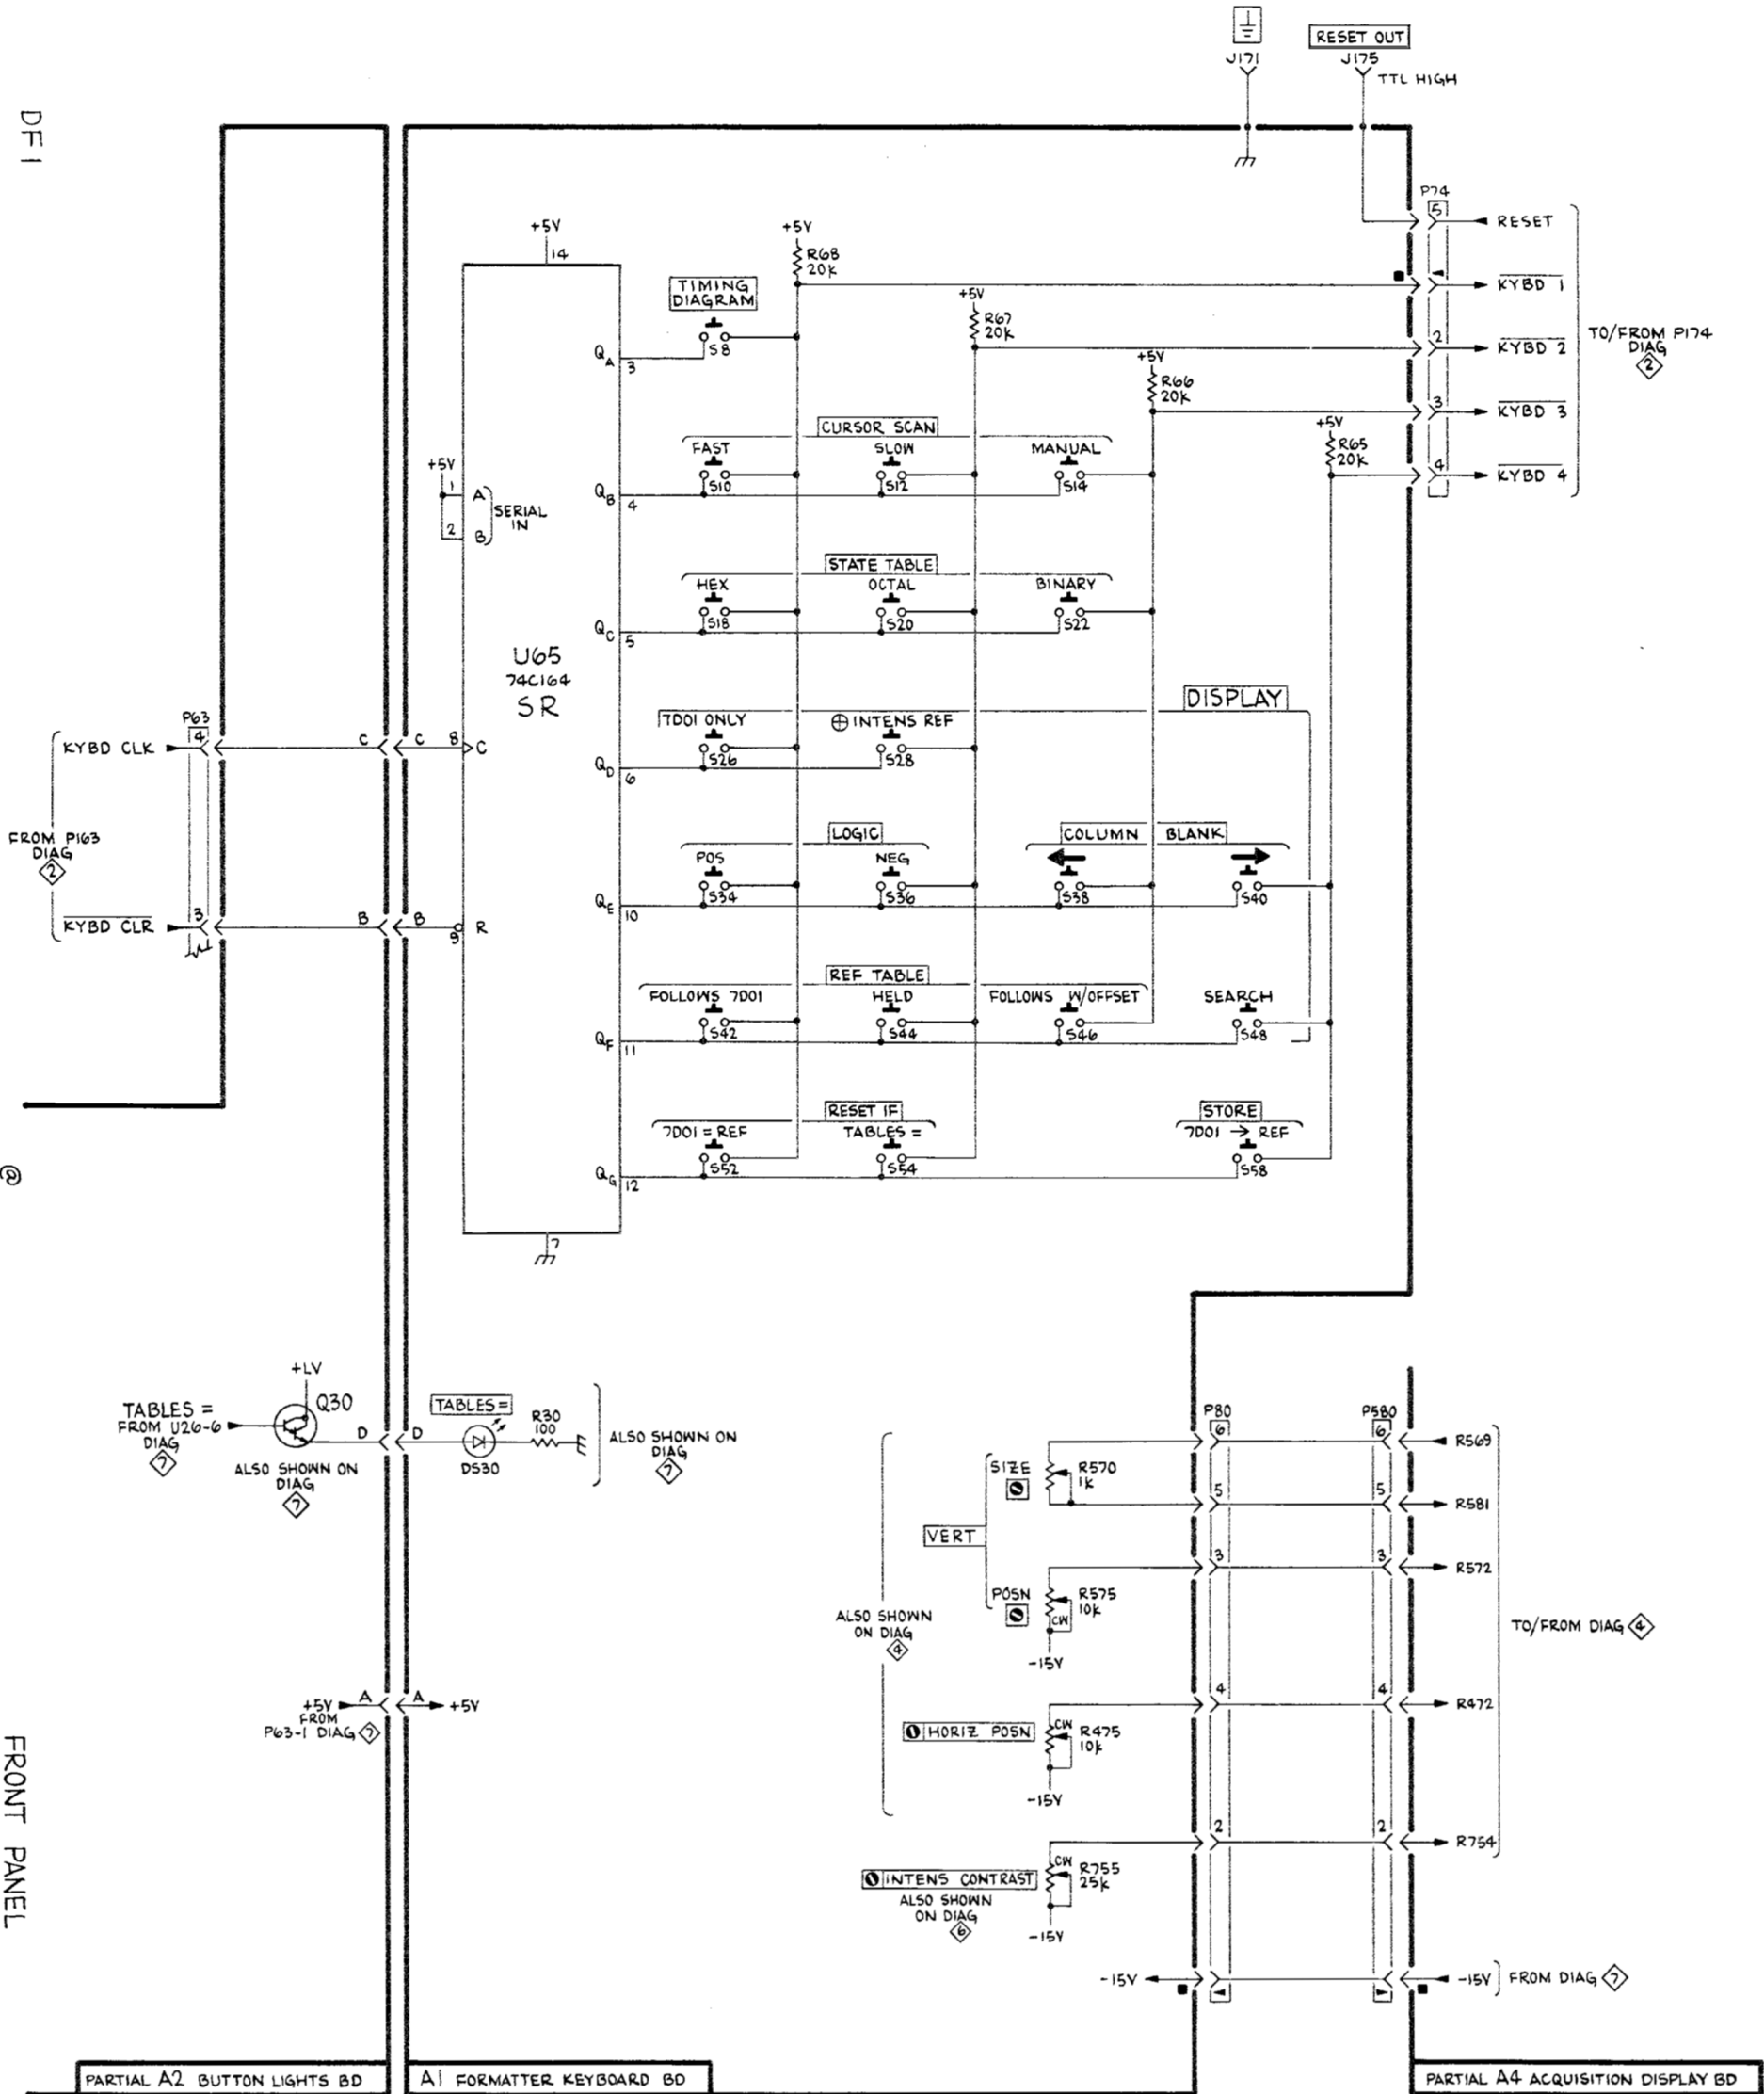 DF 1
@
FRONT PANEL
J171
RESET OUT
J175
TTL HIGH
P74
5
RESET
KYBD 1
2
KYBD 2
3
KYBD 3
4
KYBD 4
TO/FROM P174
DIAG
2
+5V
14
+5V
R68
20k
+5V
R67
20k
+5V
R66
20k
+5V
R65
20k
TIMING
DIAGRAM
S8
QA
3
CURSOR SCAN
FAST
SLOW
MANUAL
S10
S12
S14
QB
4
+5V
1
A
2
B
SERIAL
IN
STATE TABLE
HEX
OCTAL
BINARY
S18
S20
S22
QC
5
U65
74C164
SR
DISPLAY
7D01 ONLY
⊕ INTENS REF
S26
S28
QD
6
P63
4
KYBD CLK
C
C
8
C
FROM P163
DIAG
2
KYBD CLR
3
B
B
9
R
LOGIC
COLUMN BLANK
POS
NEG
←
→
S34
S36
S38
S40
QE
10
REF TABLE
FOLLOWS 7D01
HELD
FOLLOWS W/OFFSET
SEARCH
S42
S44
S46
S48
QF
11
RESET IF
STORE
7D01 = REF
TABLES =
7D01 → REF
S52
S54
S58
QG
12
7
+LV
Q30
TABLES =
FROM U26-6
DIAG
7
ALSO SHOWN ON
DIAG
7
D
D
TABLES =
DS30
R30
100
ALSO SHOWN ON
DIAG
7
+5V
FROM
P63-1 DIAG 7
A
A
+5V
ALSO SHOWN
ON DIAG
4
VERT
SIZE
R570
1k
POSN
R575
10k
CW
-15V
HORIZ POSN
CW
R475
10k
-15V
INTENS CONTRAST
ALSO SHOWN
ON DIAG
6
CW
R755
25k
-15V
P80
P580
6
6
R569
5
5
R581
3
3
R572
4
4
R472
2
2
R754
TO/FROM DIAG 4
-15V
-15V
FROM DIAG 7
PARTIAL A2 BUTTON LIGHTS BD
A1 FORMATTER KEYBOARD BD
PARTIAL A4 ACQUISITION DISPLAY BD